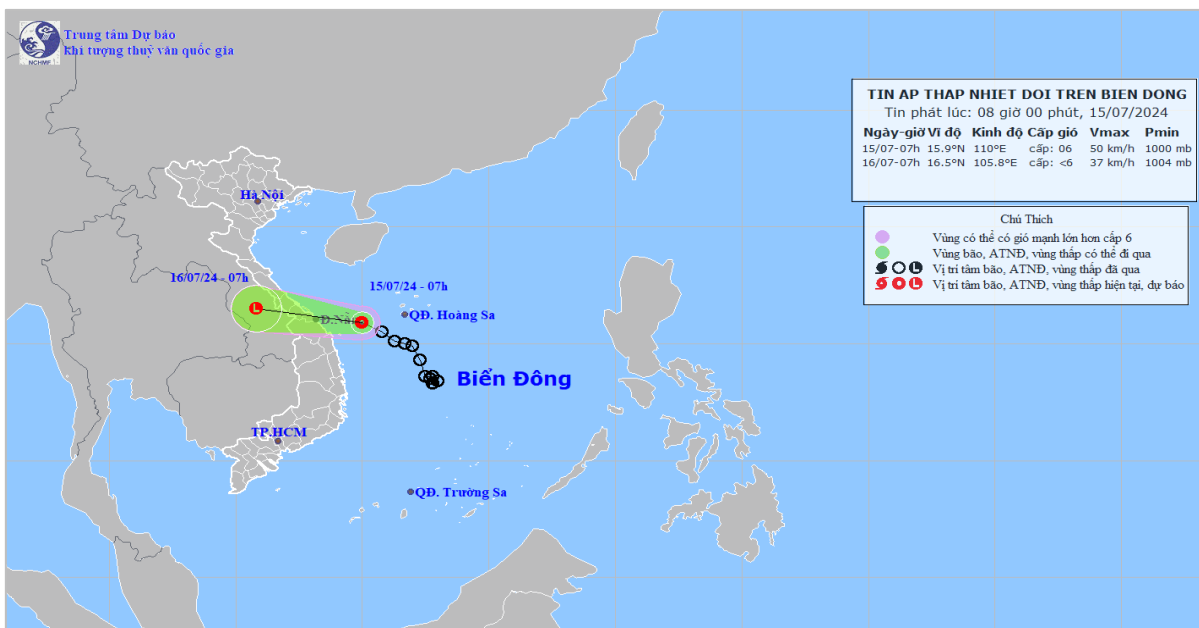 Trung tâm Dự báo
khí tượng thuỷ văn quốc gia
NCHMF
TIN AP THAP NHIET DOI TREN BIEN DONG
Tin phát lúc: 08 giờ 00 phút, 15/07/2024
Ngày-giờ Vĩ độ Kinh độ Cấp gió Vmax Pmin
15/07-07h 15.9°N 110°E cấp: 06 50 km/h 1000 mb
16/07-07h 16.5°N 105.8°E cấp: <6 37 km/h 1004 mb
Chú Thích
Vùng có thể có gió mạnh lớn hơn cấp 6
Vùng bão, ATNĐ, vùng thấp có thể đi qua
L Vị trí tâm bão, ATNĐ, vùng thấp đã qua
L Vị trí tâm bão, ATNĐ, vùng thấp hiện tại, dự báo
Hà Nội
16/07/24 - 07h
15/07/24 - 07h
L
QĐ. Hoàng Sa
Biển Đông
TP.HCM
QĐ. Trường Sa